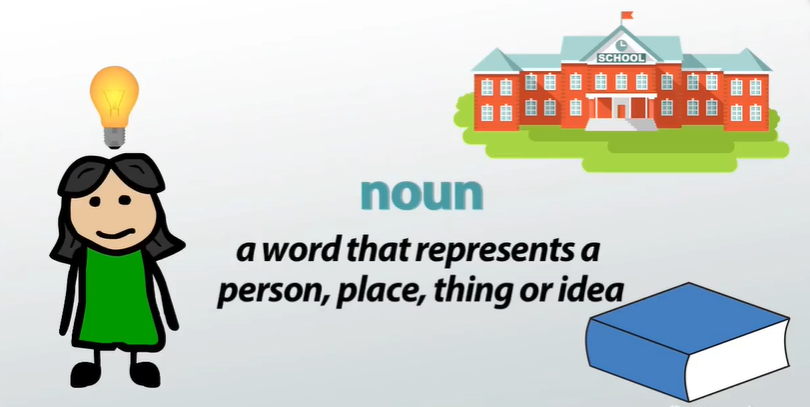 SCHOOL
noun
a word that represents a
person, place, thing or idea